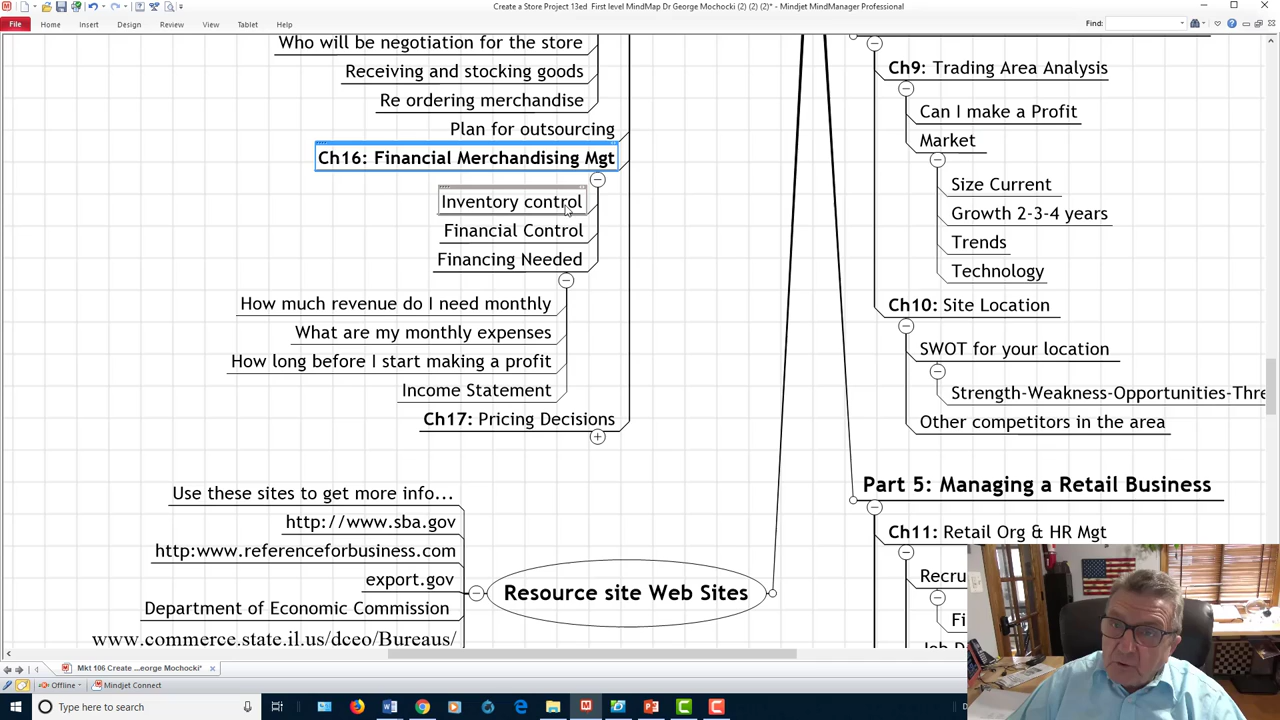 Create a Store Project 13ed First level MindMap Dr George Mochocki (2) (2) (2)* - Mindjet MindManager Professional
File
Home
Insert
Design
Review
View
Tablet
Help
Find:
Who will be negotiation for the store
Receiving and stocking goods
Re ordering merchandise
Plan for outsourcing
Ch16: Financial Merchandising Mgt
Inventory control
Financial Control
Financing Needed
How much revenue do I need monthly
What are my monthly expenses
How long before I start making a profit
Income Statement
Ch17: Pricing Decisions
Use these sites to get more info...
http://www.sba.gov
http:www.referenceforbusiness.com
export.gov
Department of Economic Commission
www.commerce.state.il.us/dceo/Bureaus/
Resource site Web Sites
Ch9: Trading Area Analysis
Can I make a Profit
Market
Size Current
Growth 2-3-4 years
Trends
Technology
Ch10: Site Location
SWOT for your location
Strength-Weakness-Opportunities-Thre
Other competitors in the area
Part 5: Managing a Retail Business
Ch11: Retail Org & HR Mgt
Recru
Fi
Job D
Mkt 106 Create ...eorge Mochocki*
Offline
Mindjet Connect
Type here to search